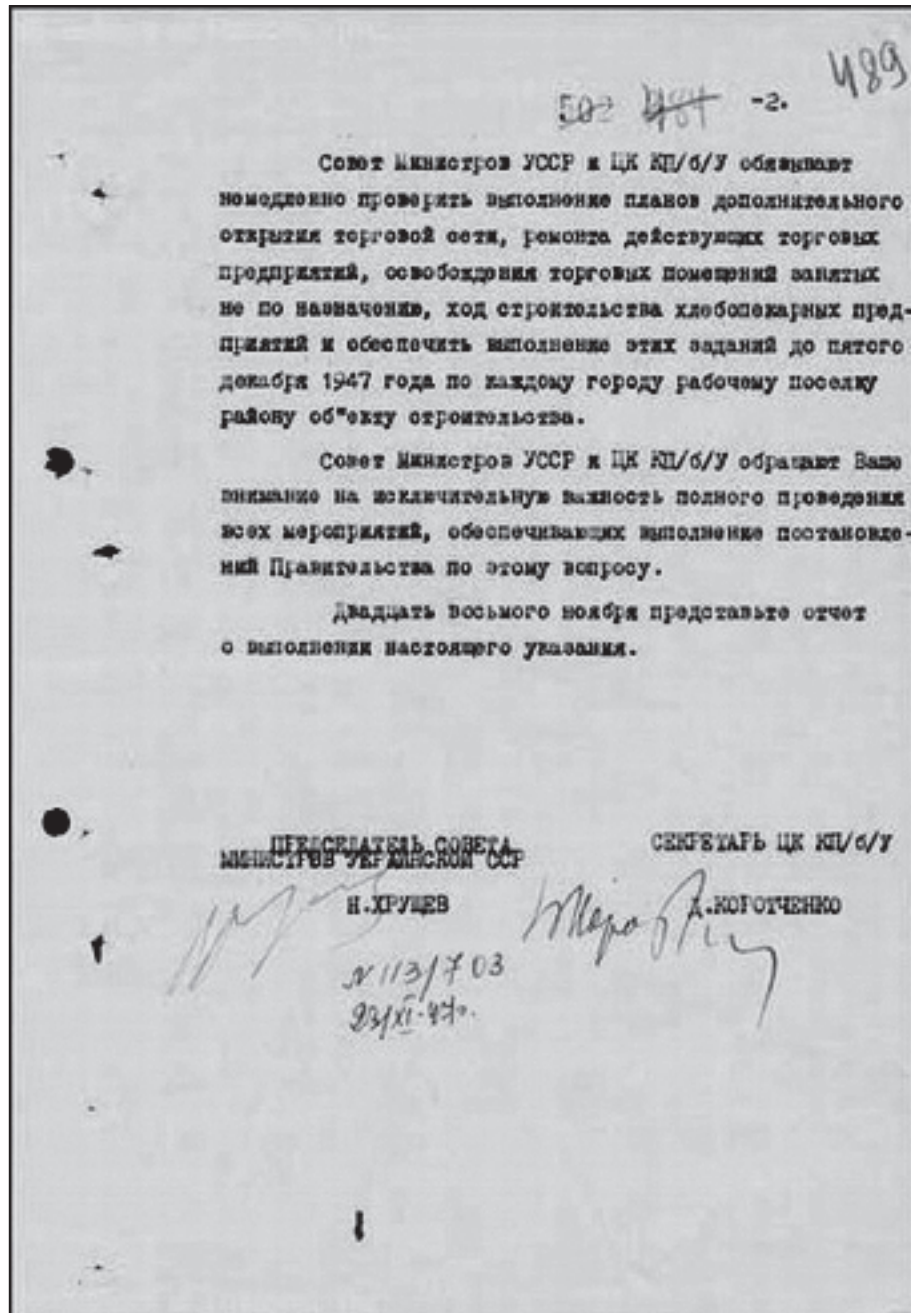 489
502 484 -2.
Совет Министров УССР и ЦК КП/б/У обязывают
немедленно проверить выполнение планов дополнительного
открытия торговой сети, ремонта действующих торговых
предприятий, освобождения торговых помещений занятых
не по назначению, ход строительства хлебопекарных пред-
приятий и обеспечить выполнение этих заданий до пятого
декабря 1947 года по каждому городу рабочему поселку
району об"екту строительства.
Совет Министров УССР и ЦК КП/б/У обращают Ваше
внимание на исключительную важность полного проведения
всех мероприятий, обеспечивающих выполнение постановле-
ний Правительства по этому вопросу.
Двадцать восьмого ноября представьте отчет
о выполнении настоящего указания.
ПРЕДСЕДАТЕЛЬ СОВЕТА
МИНИСТРОВ УКРАИНСКОЙ ССР
СЕКРЕТАРЬ ЦК КП/б/У
Н.ХРУЩЕВ
Д.КОРОТЧЕНКО
N 113/703
23/XI-47г.